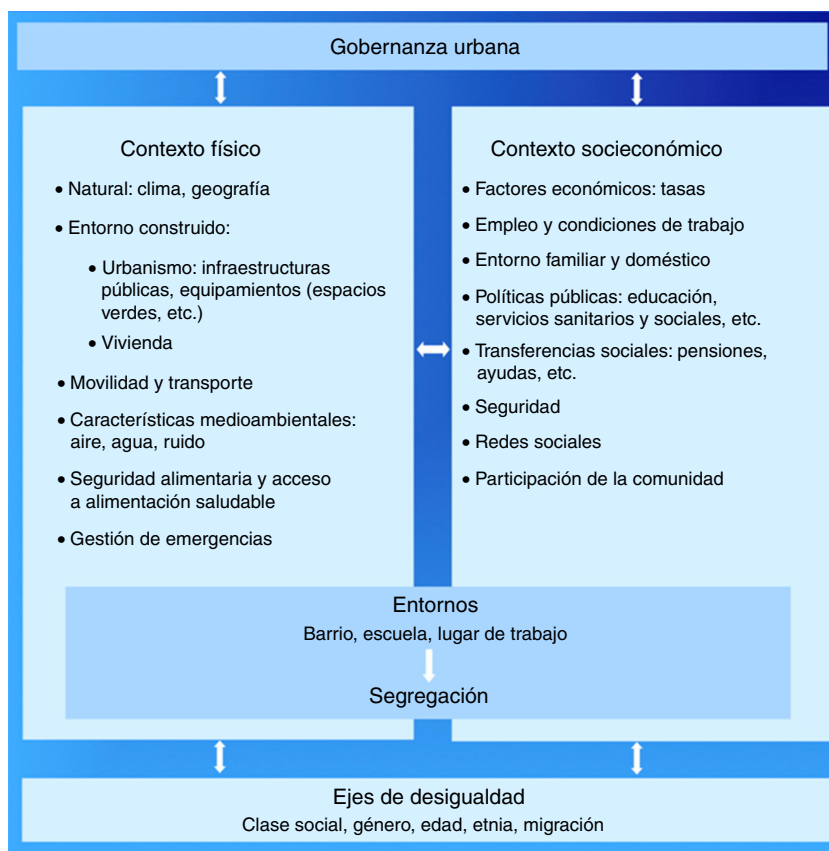 Gobernanza urbana
Contexto físico
• Natural: clima, geografía
• Entorno construido:
• Urbanismo: infraestructuras
públicas, equipamientos (espacios
verdes, etc.)
• Vivienda
• Movilidad y transporte
• Características medioambientales:
aire, agua, ruido
• Seguridad alimentaria y acceso
a alimentación saludable
• Gestión de emergencias
Contexto socieconómico
• Factores económicos: tasas
• Empleo y condiciones de trabajo
• Entorno familiar y doméstico
• Políticas públicas: educación,
servicios sanitarios y sociales, etc.
• Transferencias sociales: pensiones,
ayudas, etc.
• Seguridad
• Redes sociales
• Participación de la comunidad
Entornos
Barrio, escuela, lugar de trabajo
Segregación
Ejes de desigualdad
Clase social, género, edad, etnia, migración